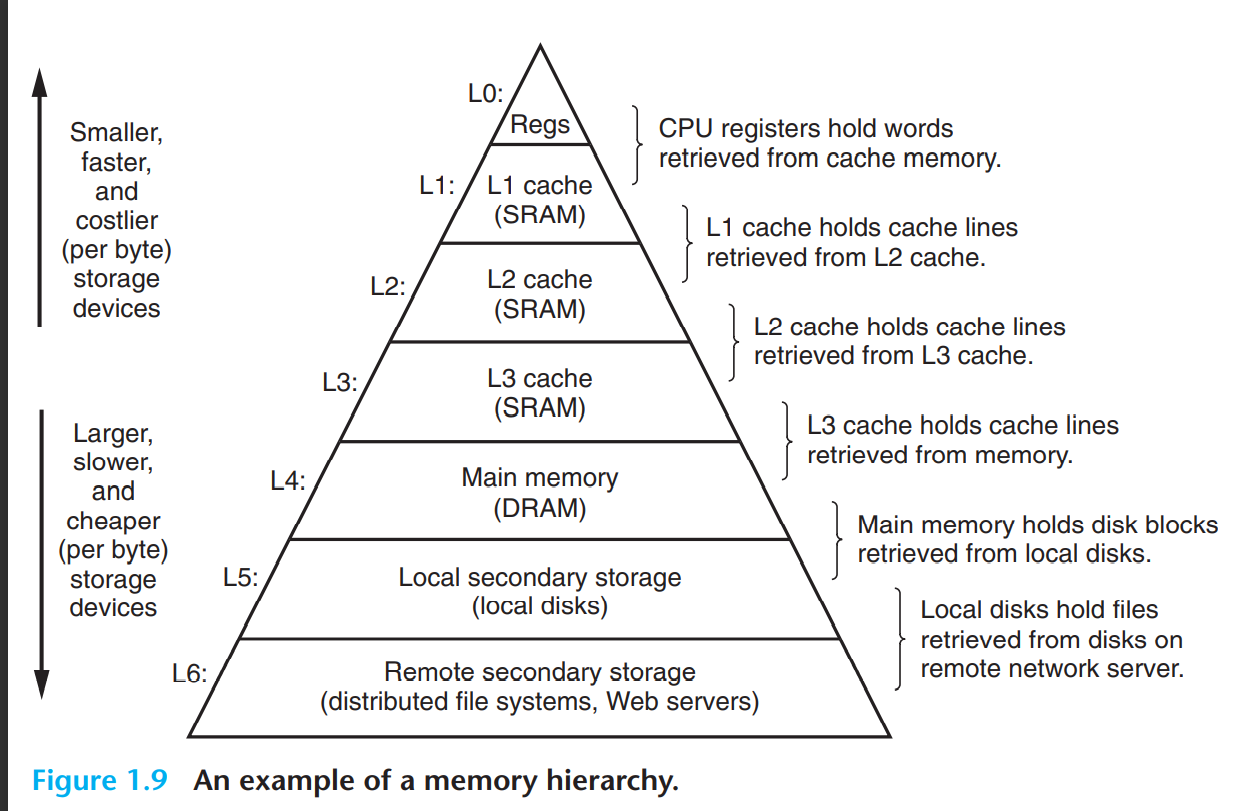 L0:
Regs
CPU registers hold words
retrieved from cache memory.
Smaller,
faster,
and
costlier
(per byte)
storage
devices
L1:
L1 cache
(SRAM)
L1 cache holds cache lines
retrieved from L2 cache.
L2:
L2 cache
(SRAM)
L2 cache holds cache lines
retrieved from L3 cache.
L3:
L3 cache
(SRAM)
L3 cache holds cache lines
retrieved from memory.
Larger,
slower,
and
cheaper
(per byte)
storage
devices
L4:
Main memory
(DRAM)
Main memory holds disk blocks
retrieved from local disks.
L5:
Local secondary storage
(local disks)
Local disks hold files
retrieved from disks on
remote network server.
L6:
Remote secondary storage
(distributed file systems, Web servers)
Figure 1.9 An example of a memory hierarchy.